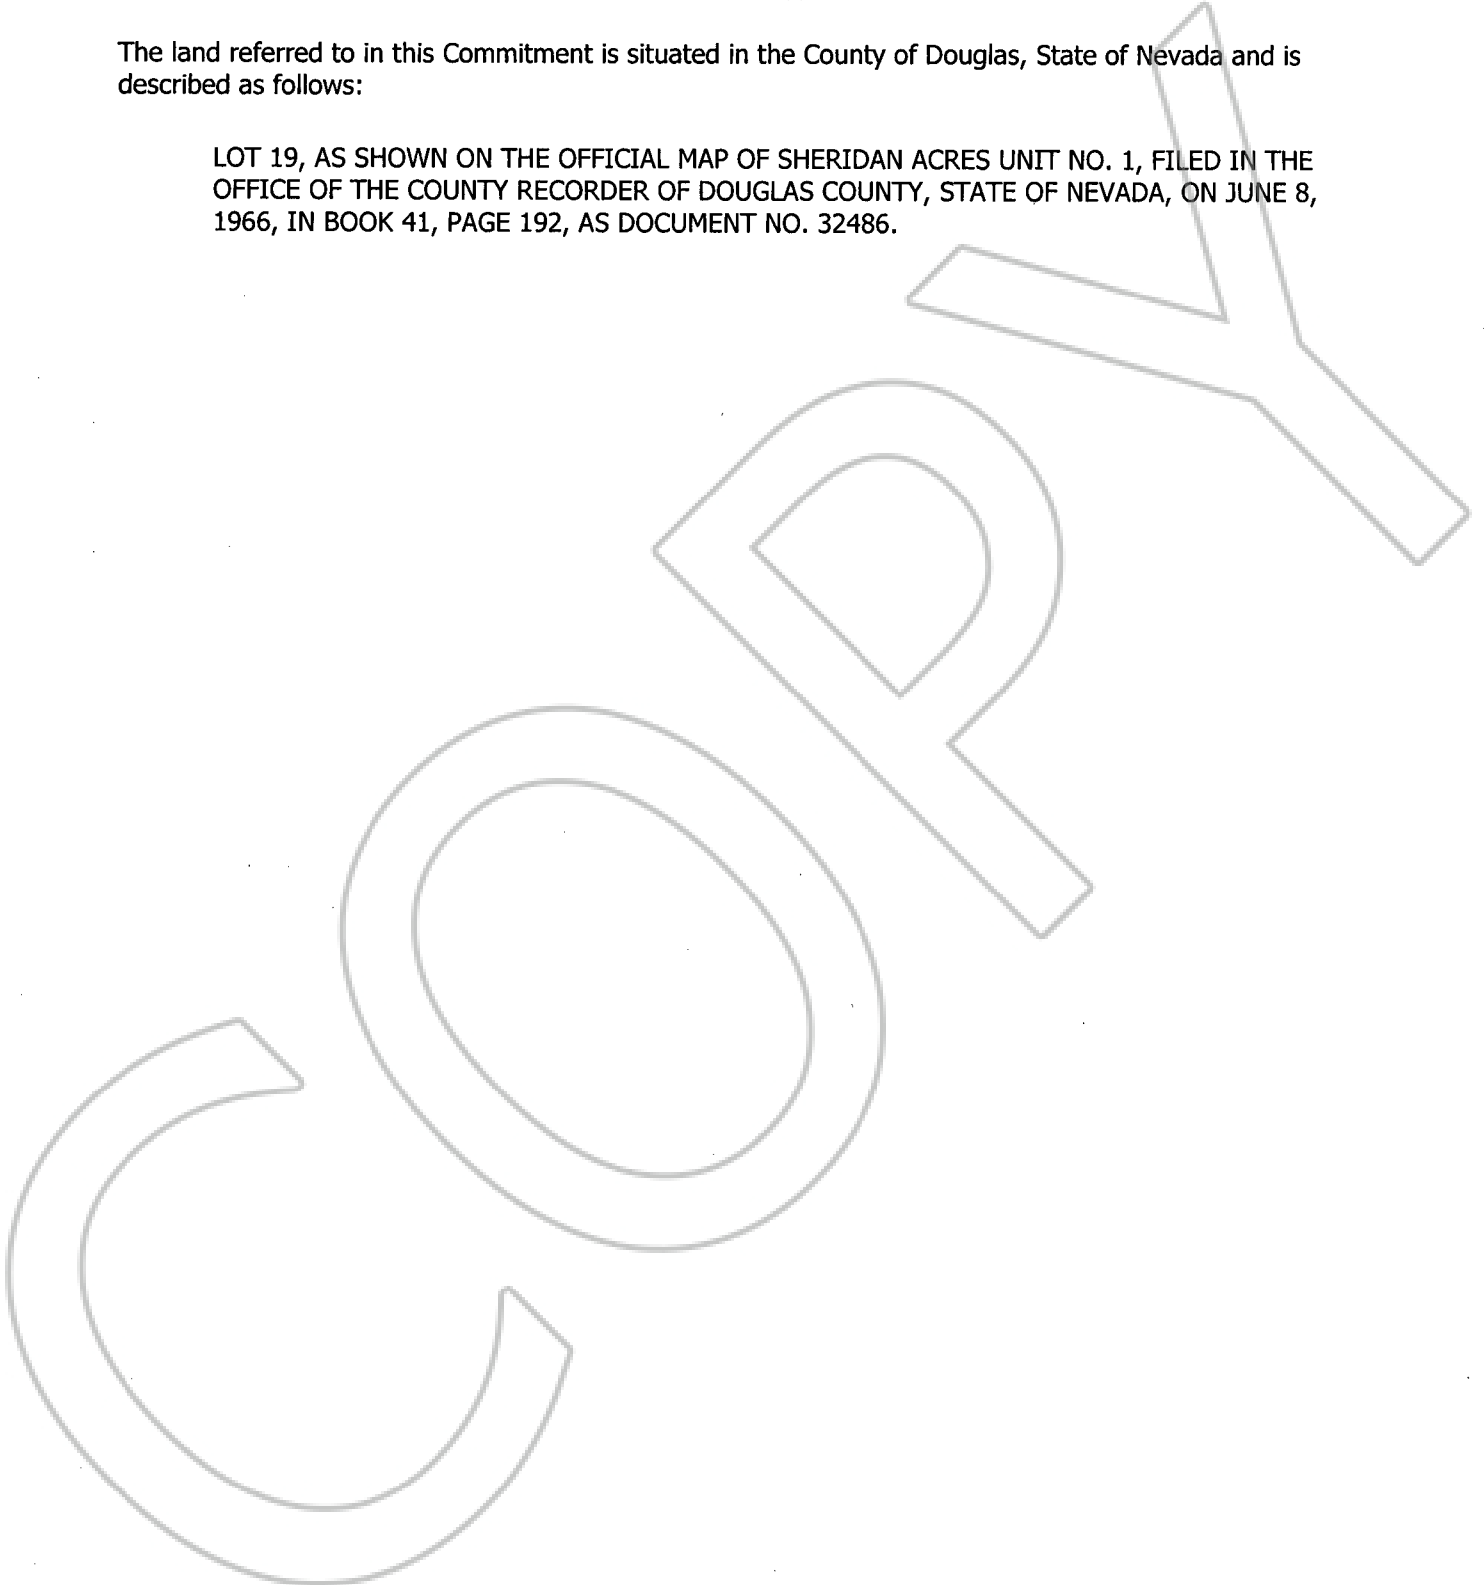 The land referred to in this Commitment is situated in the County of Douglas, State of Nevada and is
described as follows:
LOT 19, AS SHOWN ON THE OFFICIAL MAP OF SHERIDAN ACRES UNIT NO. 1, FILED IN THE
OFFICE OF THE COUNTY RECORDER OF DOUGLAS COUNTY, STATE OF NEVADA, ON JUNE 8,
1966, IN BOOK 41, PAGE 192, AS DOCUMENT NO. 32486.
COPY